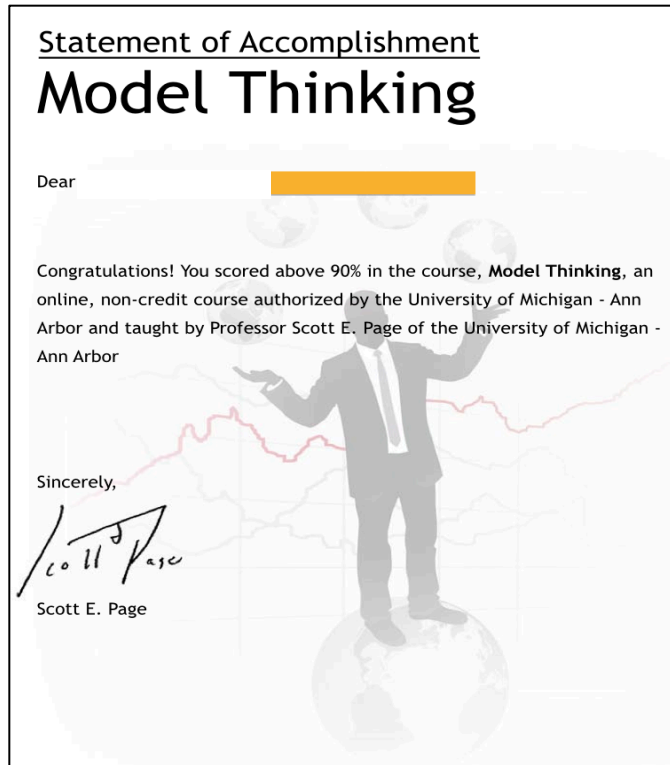 Statement of Accomplishment
Model Thinking
Dear
Congratulations! You scored above 90% in the course, Model Thinking, an
online, non-credit course authorized by the University of Michigan - Ann
Arbor and taught by Professor Scott E. Page of the University of Michigan -
Ann Arbor
Sincerely,
Scott E Page
Scott E. Page